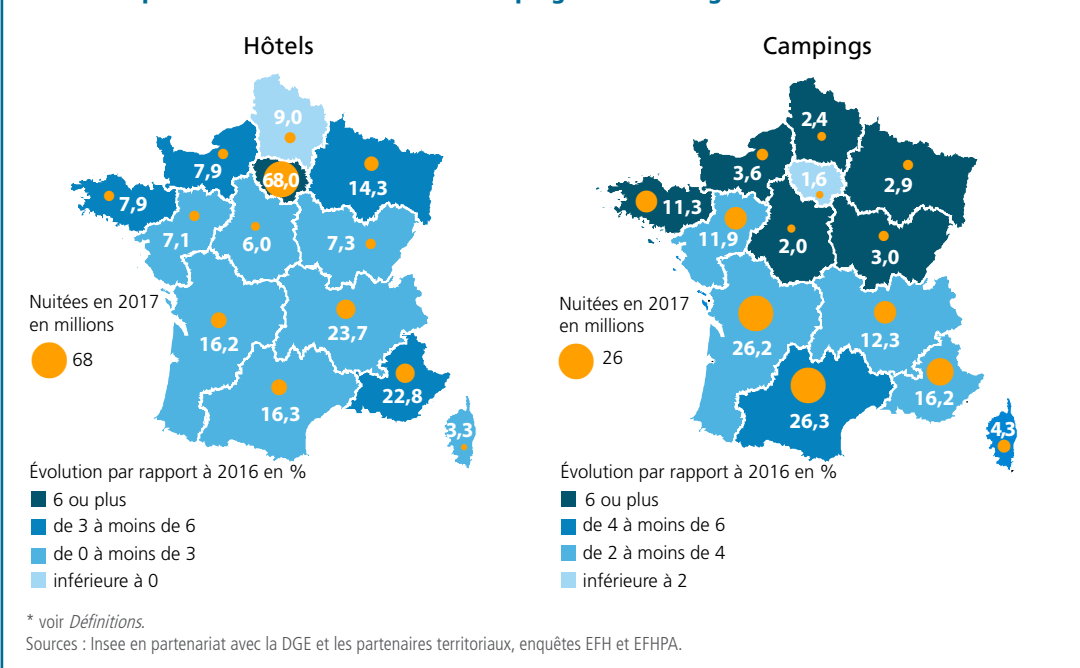 Hôtels
9,0
7,9
68,0
14,3
7,9
7,1
6,0
7,3
16,2
23,7
16,3
22,8
3,3
Nuitées en 2017
en millions
68
Évolution par rapport à 2016 en %
6 ou plus
de 3 à moins de 6
de 0 à moins de 3
inférieure à 0
Campings
2,4
3,6
1,6
2,9
11,3
11,9
2,0
3,0
26,2
12,3
26,3
16,2
4,3
Nuitées en 2017
en millions
26
Évolution par rapport à 2016 en %
6 ou plus
de 4 à moins de 6
de 2 à moins de 4
inférieure à 2
* voir Définitions.
Sources : Insee en partenariat avec la DGE et les partenaires territoriaux, enquêtes EFH et EFHPA.